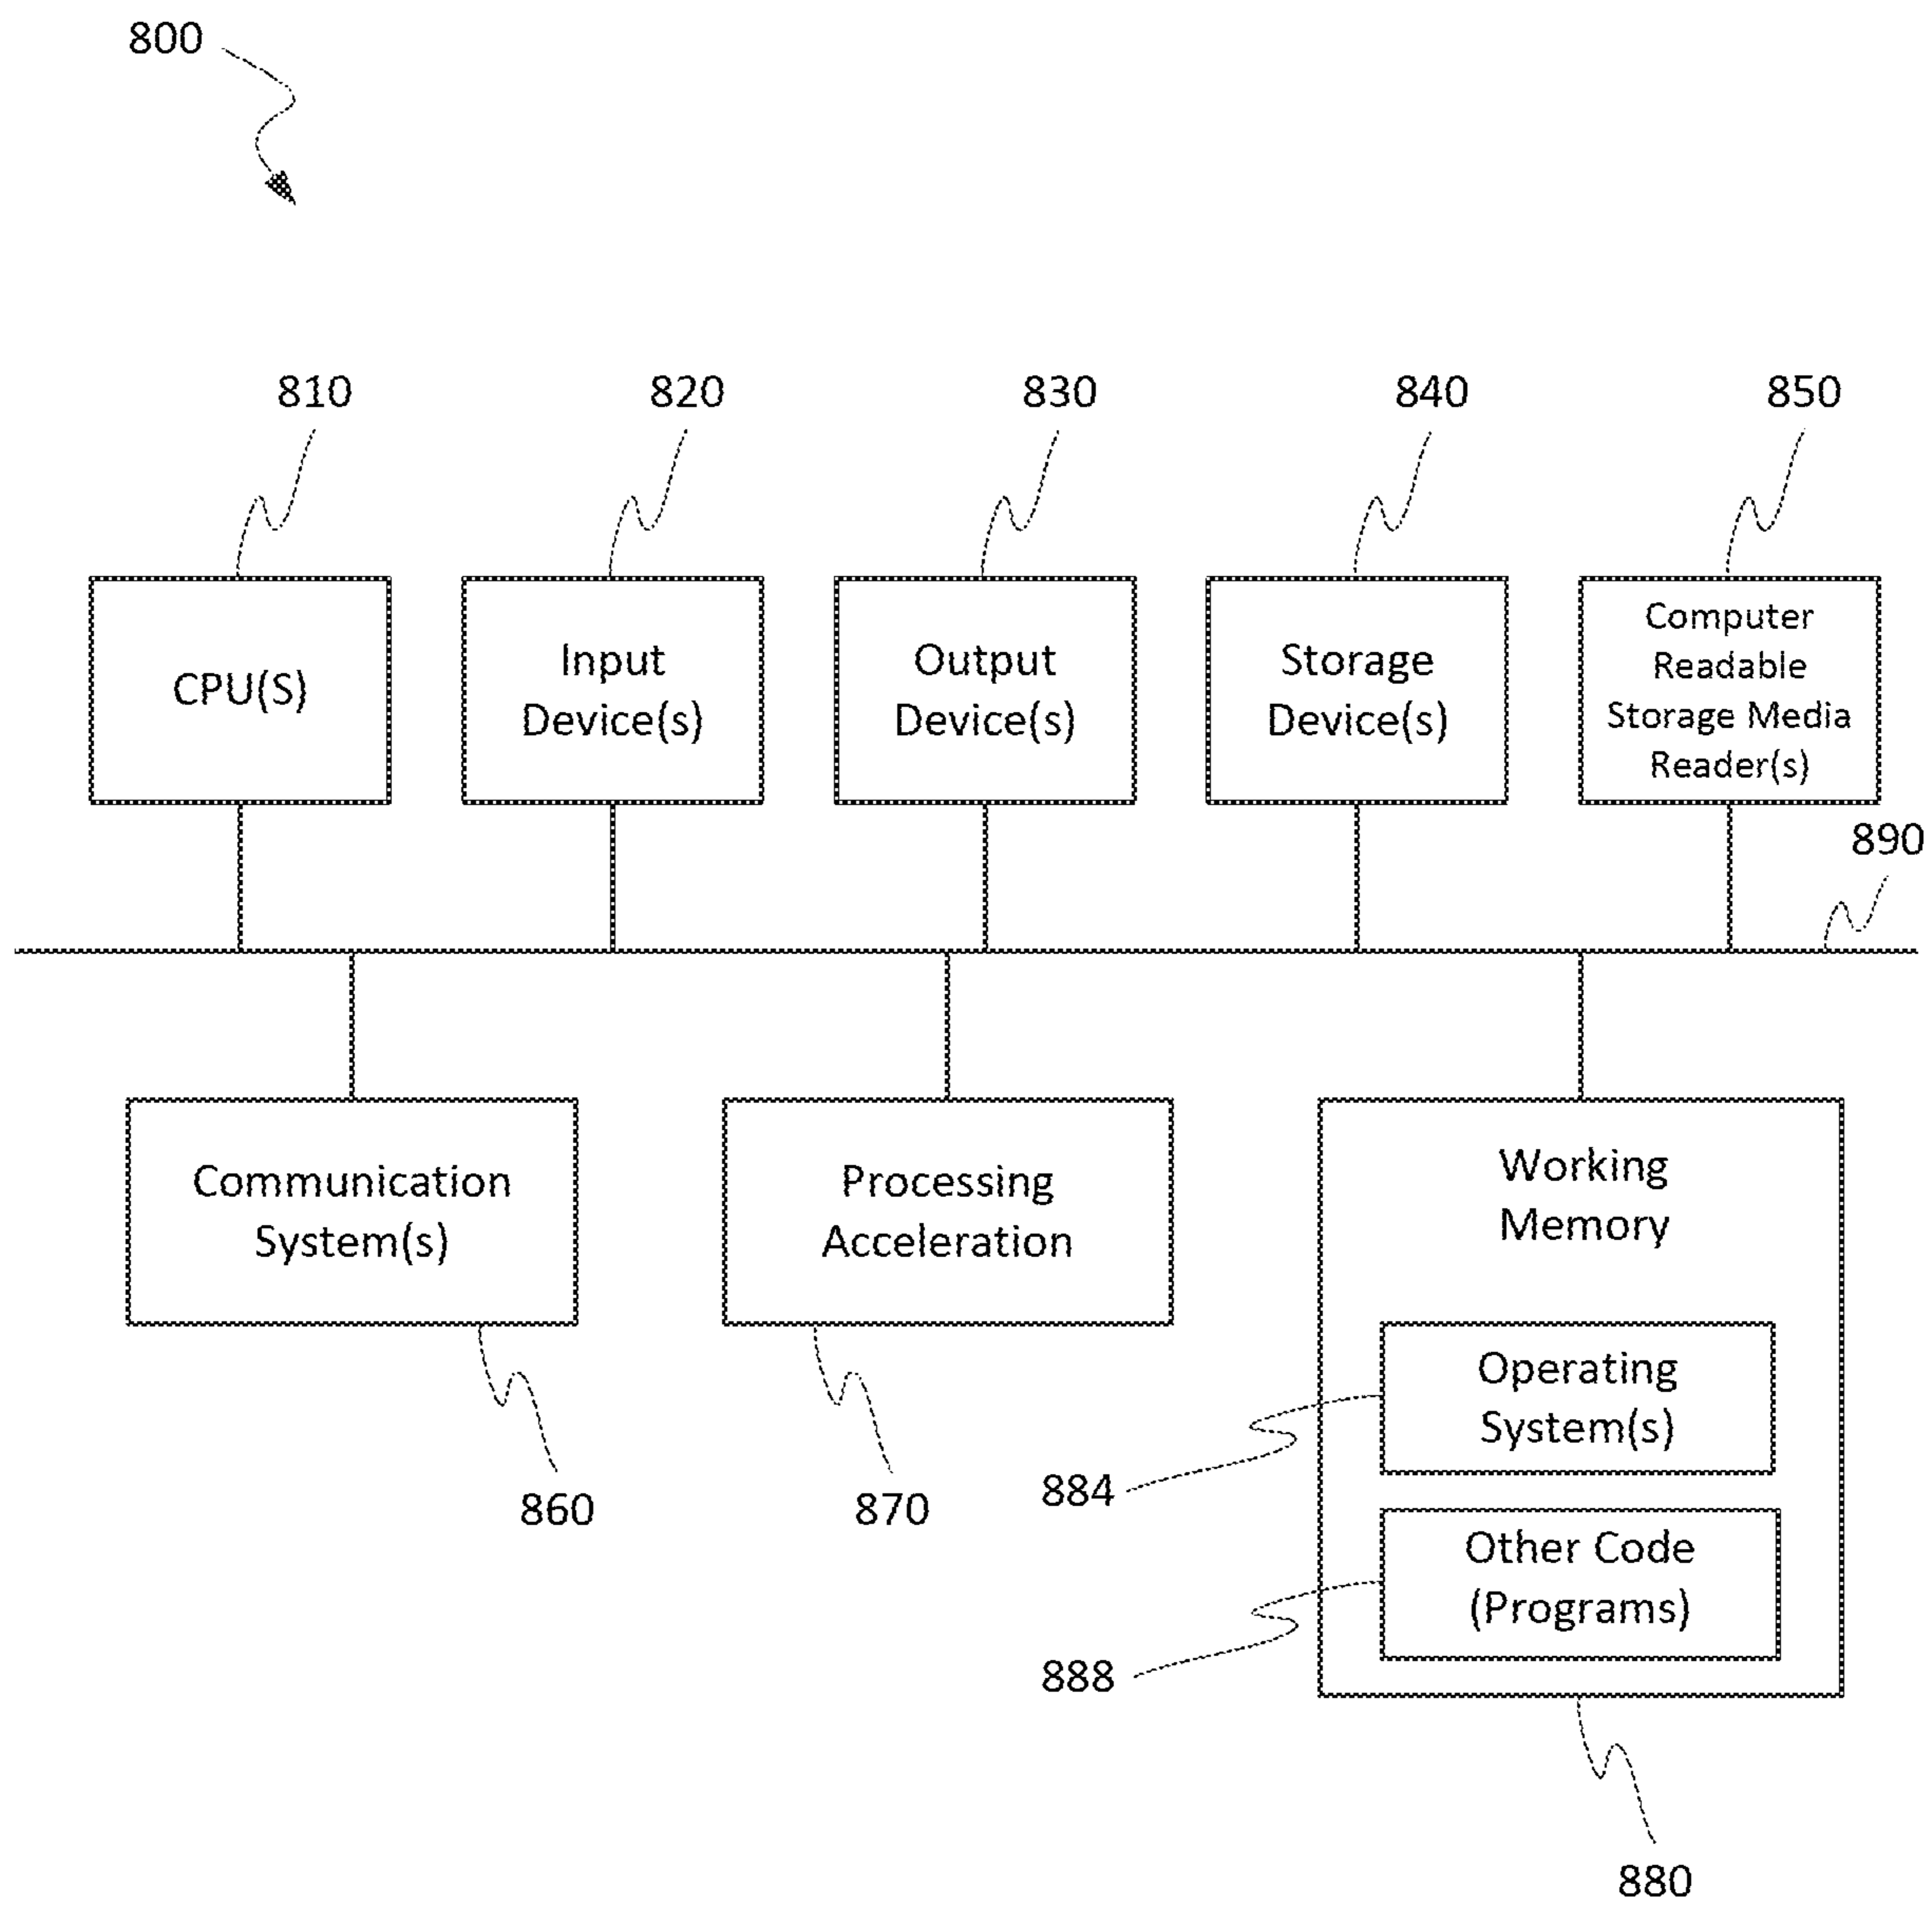 800
810
820
830
840
850
CPU(S)
Input
Device(s)
Output
Device(s)
Storage
Device(s)
Computer
Readable
Storage Media
Reader(s)
890
Communication
System(s)
Processing
Acceleration
Working
Memory
Operating
System(s)
884
860
870
Other Code
(Programs)
888
880